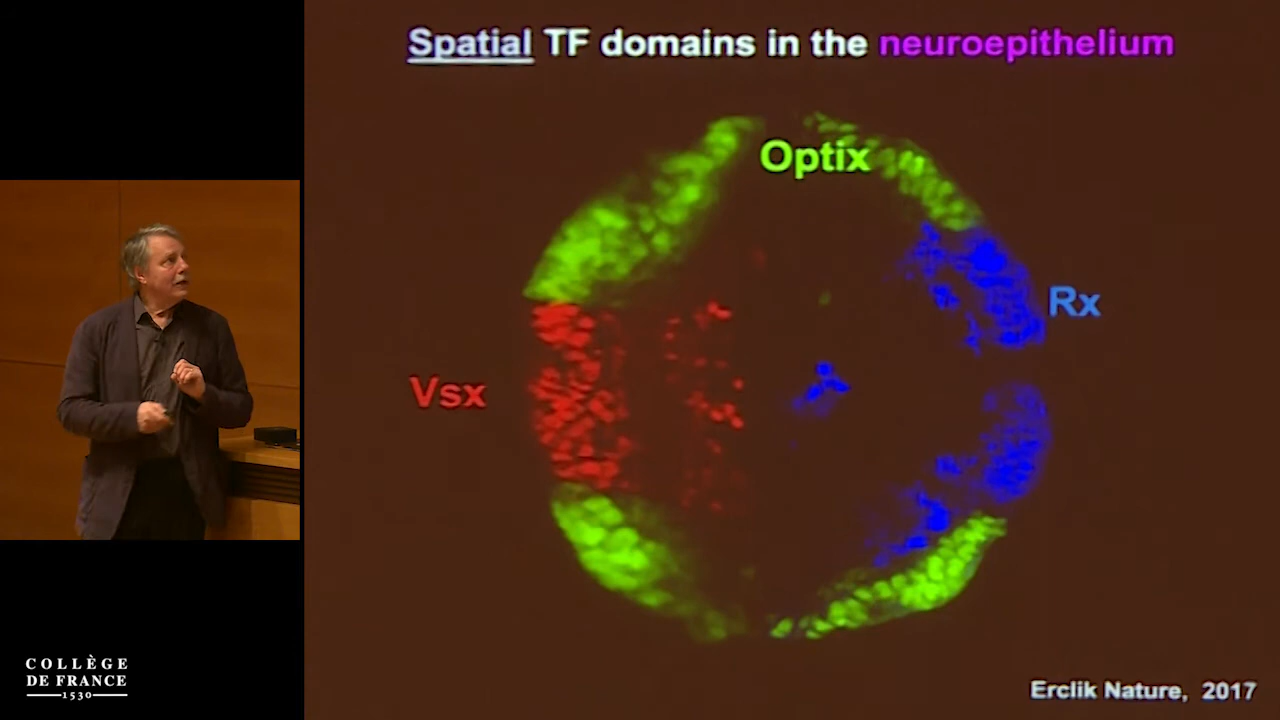 Spatial TF domains in the neuroepithelium
Optix
Rx
Vsx
Erclik Nature, 2017
COLLÈGE
DE FRANCE
1530